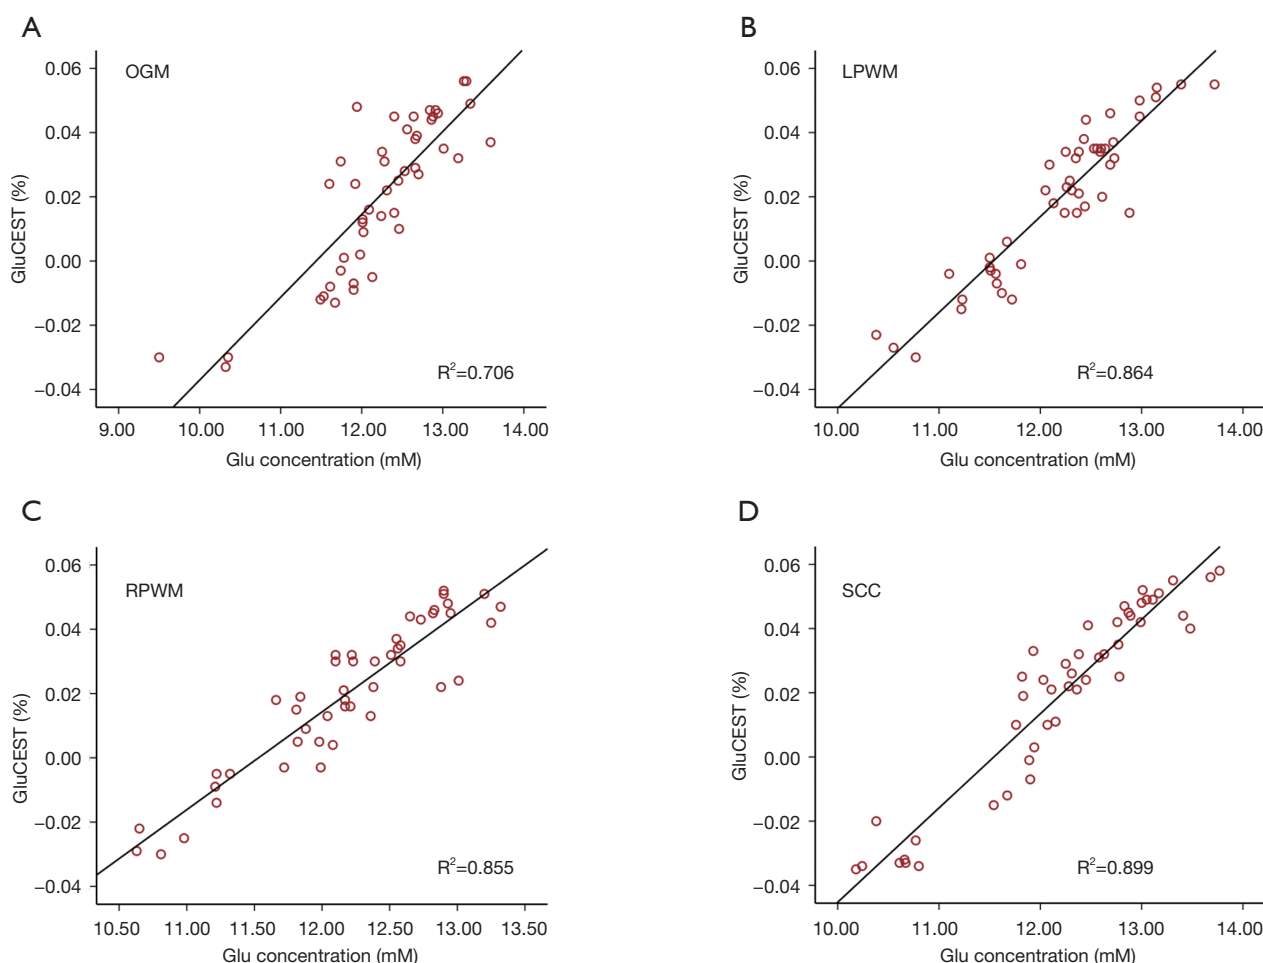 A
OGM
GluCEST (%)
0.06
0.04
0.02
0.00
−0.02
−0.04
R²=0.706
9.00 10.00 11.00 12.00 13.00 14.00
Glu concentration (mM)
B
LPWM
GluCEST (%)
0.06
0.04
0.02
0.00
−0.02
−0.04
R²=0.864
10.00 11.00 12.00 13.00 14.00
Glu concentration (mM)
C
RPWM
GluCEST (%)
0.06
0.04
0.02
0.00
−0.02
−0.04
R²=0.855
10.50 11.00 11.50 12.00 12.50 13.00 13.50
Glu concentration (mM)
D
SCC
GluCEST (%)
0.06
0.04
0.02
0.00
−0.02
−0.04
R²=0.899
10.00 11.00 12.00 13.00 14.00
Glu concentration (mM)